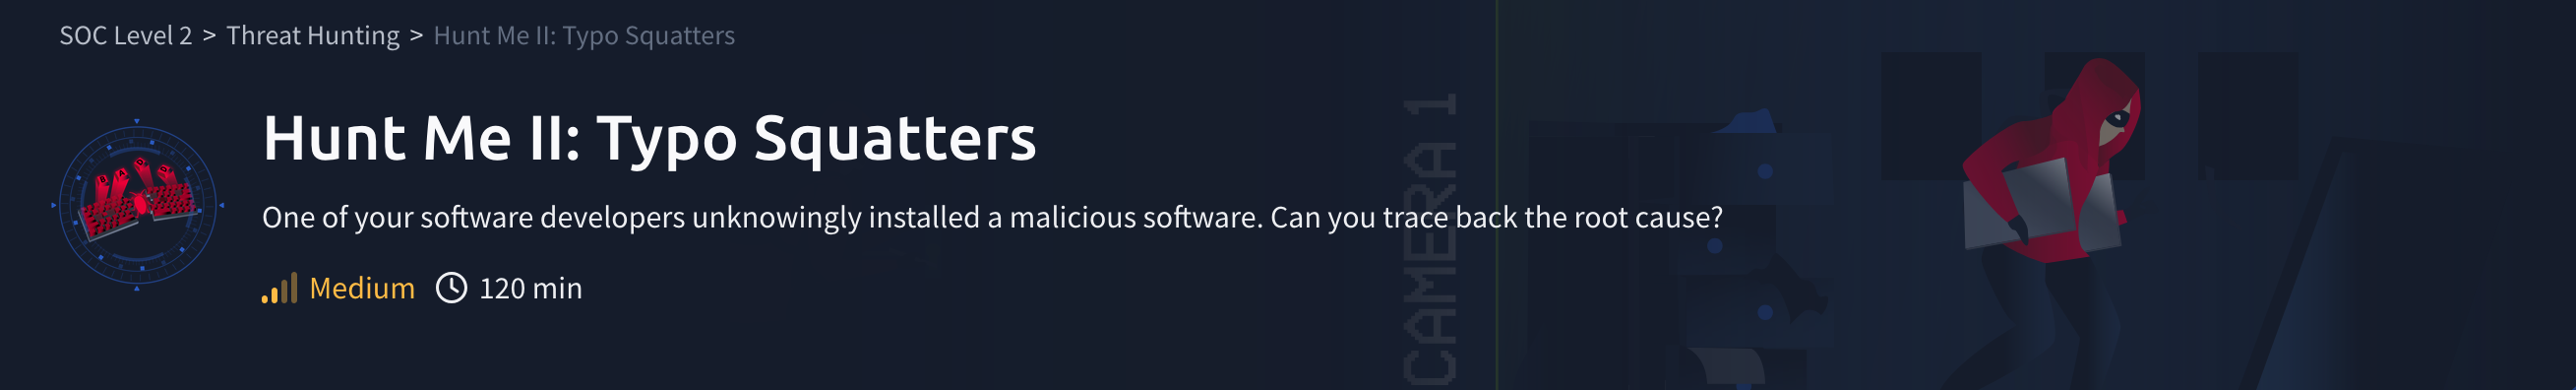 SOC Level 2 > Threat Hunting > Hunt Me II: Typo Squatters
Hunt Me II: Typo Squatters
One of your software developers unknowingly installed a malicious software. Can you trace back the root cause?
Medium 120 min
CAMERA 1